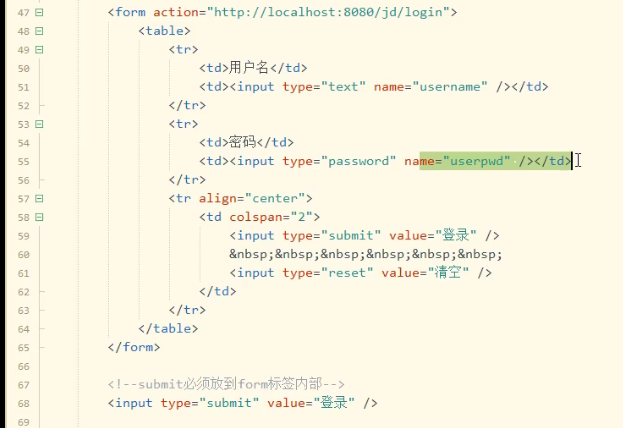 47 <form action="http://localhost:8080/jd/login">
48 <table>
49 <tr>
50 <td>用户名</td>
51 <td><input type="text" name="username" /></td>
52 </tr>
53 <tr>
54 <td>密码</td>
55 <td><input type="password" name="userpwd" /></td>
56 </tr>
57 <tr align="center">
58 <td colspan="2">
59 <input type="submit" value="登录" />
60 &nbsp;&nbsp;&nbsp;&nbsp;&nbsp;&nbsp;
61 <input type="reset" value="清空" />
62 </td>
63 </tr>
64 </table>
65 </form>
66
67 <!--submit必须放到form标签内部-->
68 <input type="submit" value="登录" />
69